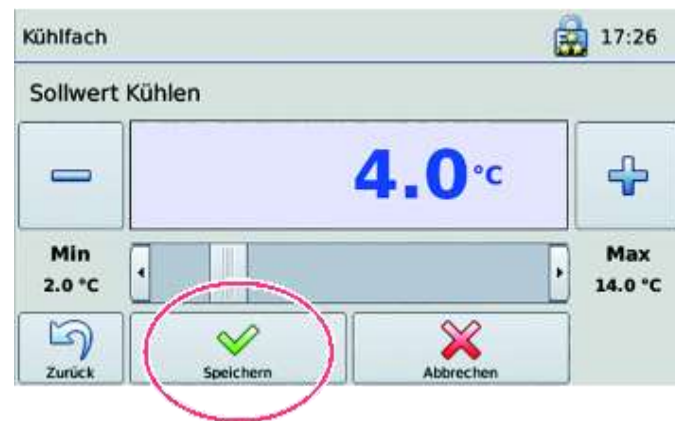 Kühlfach 17:26
Sollwert Kühlen
4.0 °C
Min Max
2.0 °C 14.0 °C
Zurück Speichern Abbrechen